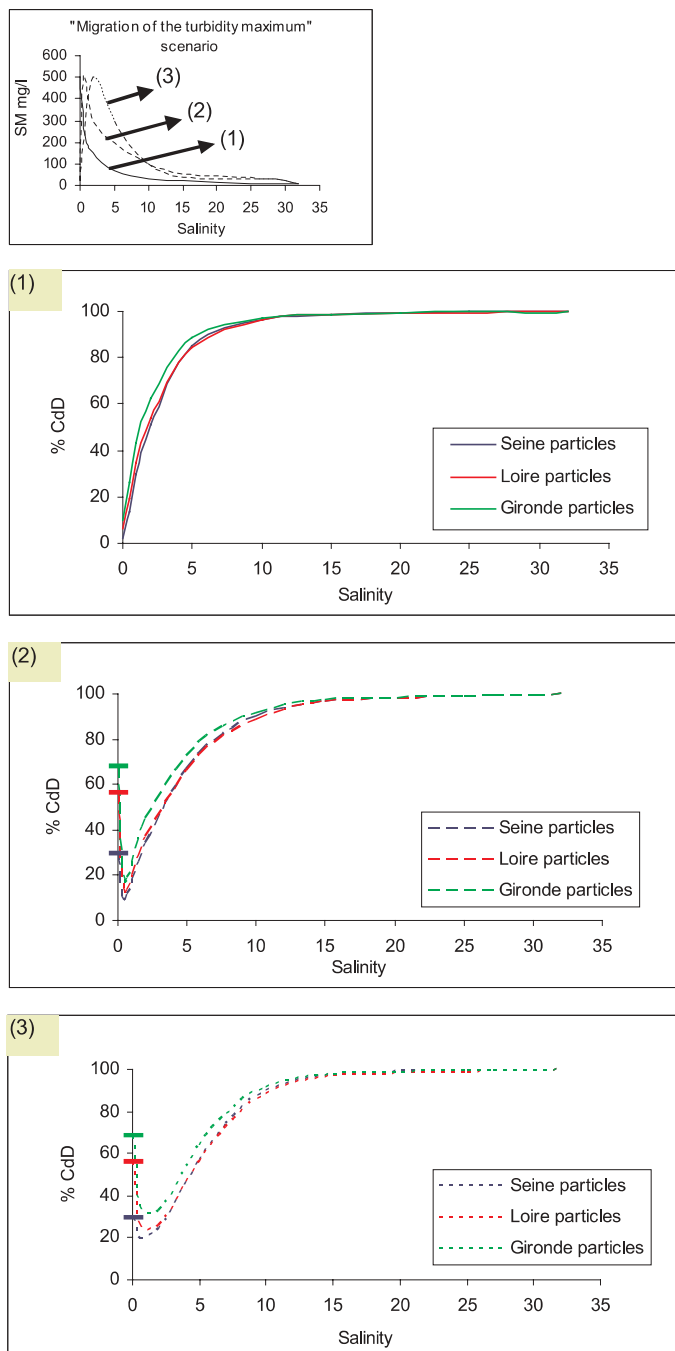 "Migration of the turbidity maximum"
scenario
600
500
400
300
200
100
0
SM mg/l
(3)
(2)
(1)
0 5 10 15 20 25 30 35
Salinity
(1)
100
80
60
40
20
0
% CdD
Seine particles
Loire particles
Gironde particles
0 5 10 15 20 25 30 35
Salinity
(2)
100
80
60
40
20
0
% CdD
Seine particles
Loire particles
Gironde particles
0 5 10 15 20 25 30 35
Salinity
(3)
100
80
60
40
20
0
% CdD
Seine particles
Loire particles
Gironde particles
0 5 10 15 20 25 30 35
Salinity